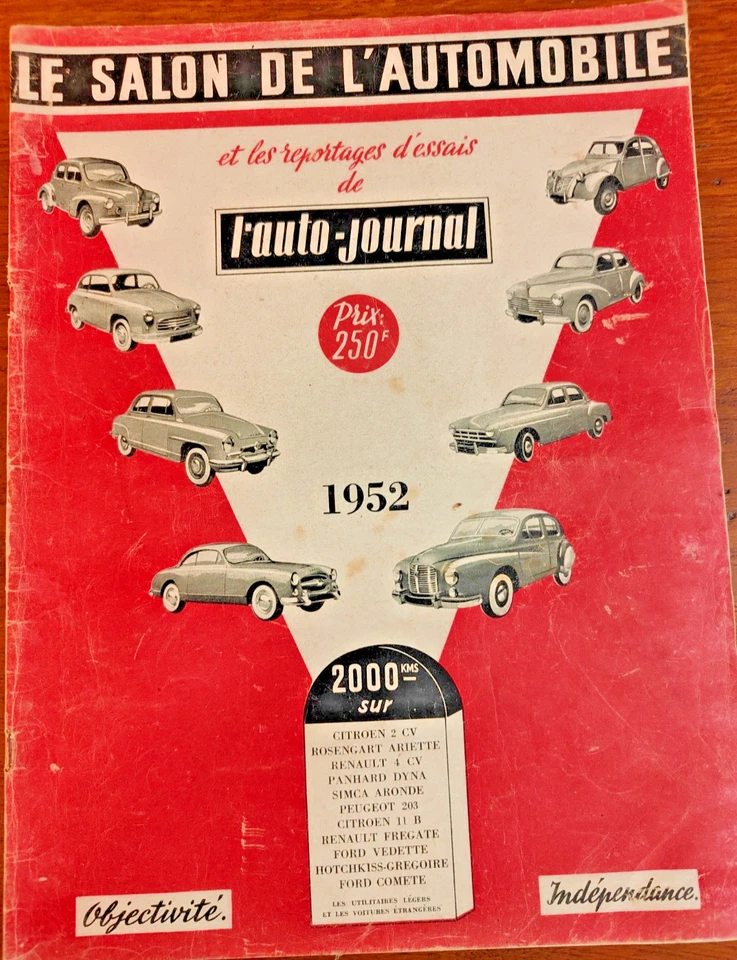 LE SALON DE L'AUTOMOBILE
et les reportages d'essais
de
l'auto-journal
Prix:
250F
1952
2000 KMS
sur
CITROEN 2 CV
ROSENGART ARIETTE
RENAULT 4 CV
PANHARD DYNA
SIMCA ARONDE
PEUGEOT 203
CITROEN 11 B
RENAULT FREGATE
FORD VEDETTE
HOTCHKISS-GREGOIRE
FORD COMETE
LES UTILITAIRES LÉGERS
ET LES VOITURES ÉTRANGÈRES
Objectivité.
Indépendance.